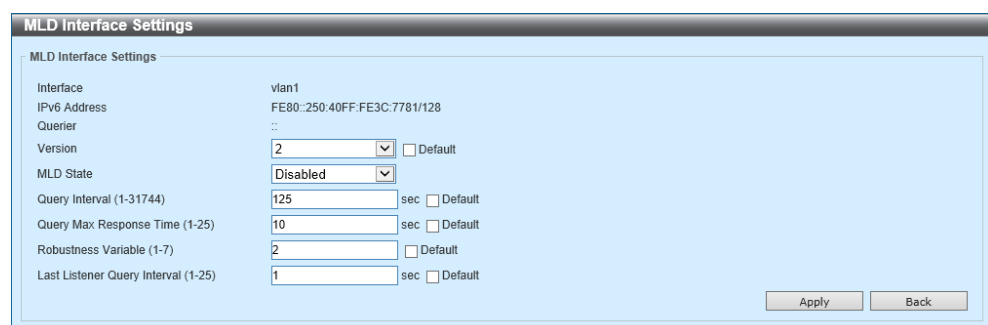 MLD Interface Settings
MLD Interface Settings
Interface vlan1
IPv6 Address FE80::250:40FF:FE3C:7781/128
Querier ::
Version 2 Default
MLD State Disabled
Query Interval (1-31744) 125 sec Default
Query Max Response Time (1-25) 10 sec Default
Robustness Variable (1-7) 2 Default
Last Listener Query Interval (1-25) 1 sec Default
Apply Back